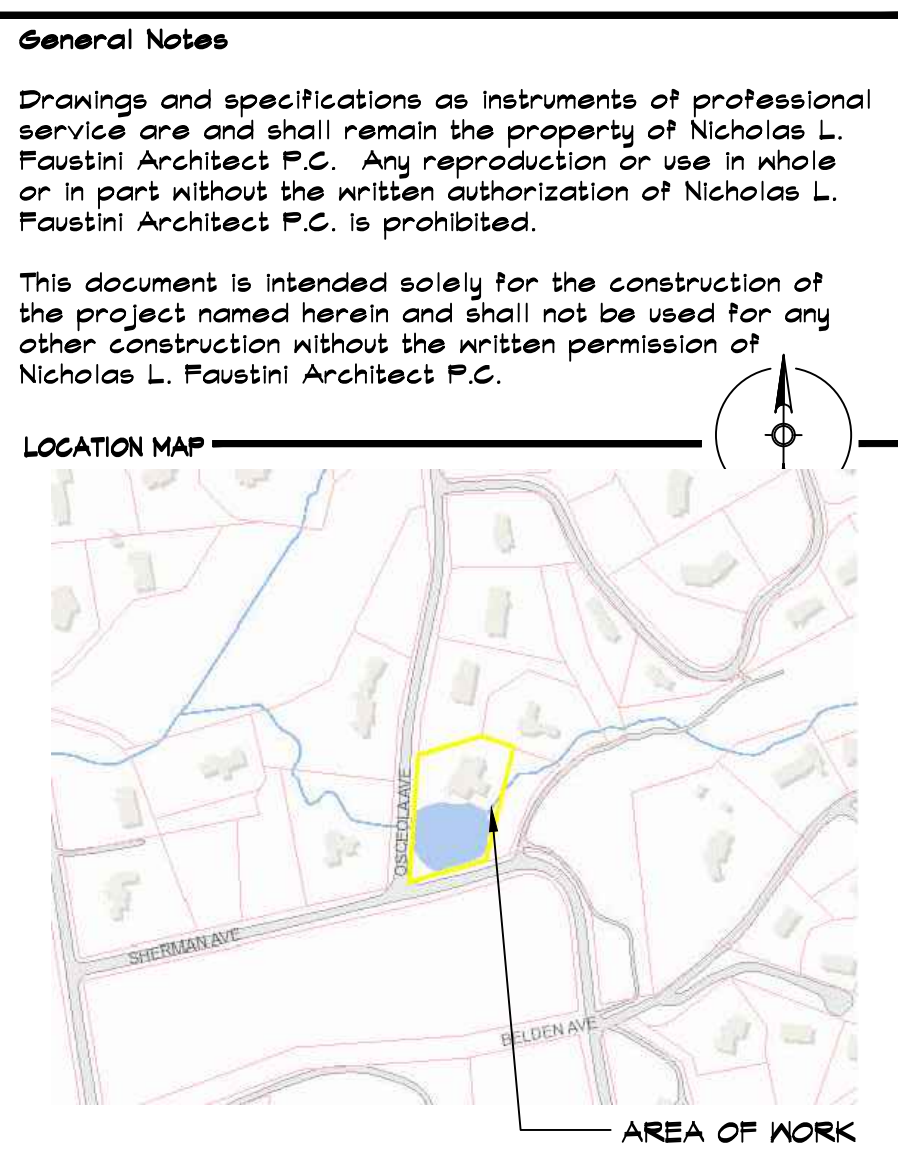 General Notes
Drawings and specifications as instruments of professional
service are and shall remain the property of Nicholas L.
Faustini Architect P.C. Any reproduction or use in whole
or in part without the written authorization of Nicholas L.
Faustini Architect P.C. is prohibited.
This document is intended solely for the construction of
the project named herein and shall not be used for any
other construction without the written permission of
Nicholas L. Faustini Architect P.C.
LOCATION MAP
OSCEOLA AVE
SHERMAN AVE
BELDEN AVE
AREA OF WORK